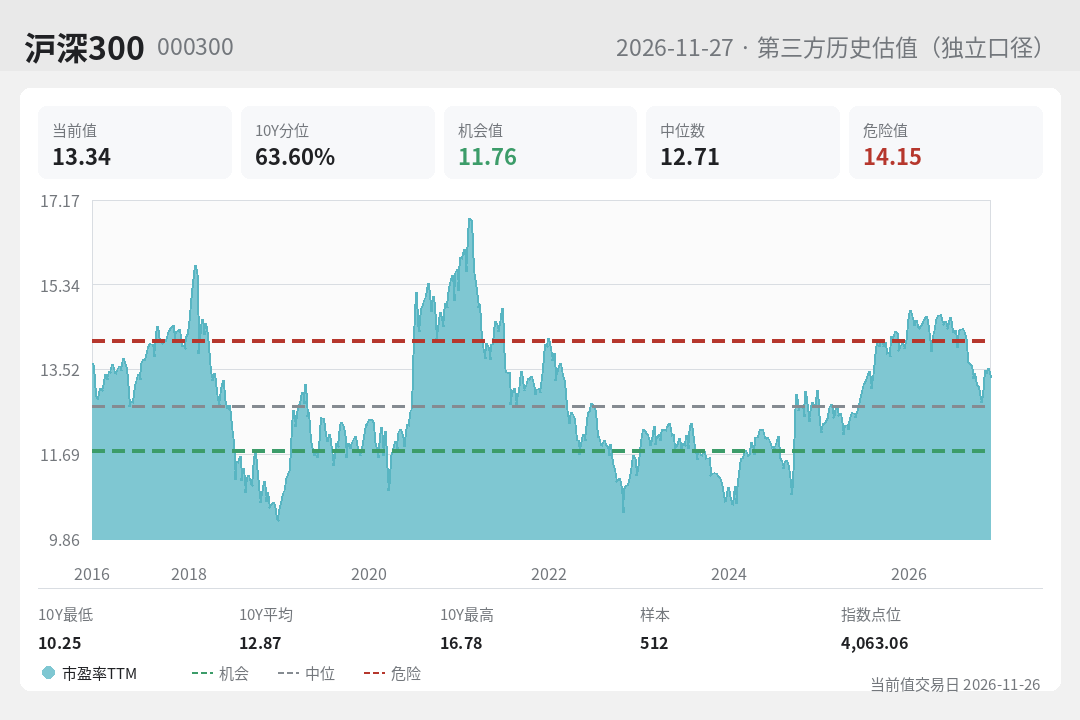 沪深300 000300 2026-11-27 · 第三方历史估值（独立口径）
当前值 10Y分位 机会值 中位数 危险值
13.34 63.60% 11.76 12.71 14.15
17.17
15.34
13.52
11.69
9.86
2016 2018 2020 2022 2024 2026
10Y最低 10Y平均 10Y最高 样本 指数点位
10.25 12.87 16.78 512 4,063.06
市盈率TTM 机会 中位 危险
当前值交易日 2026-11-26